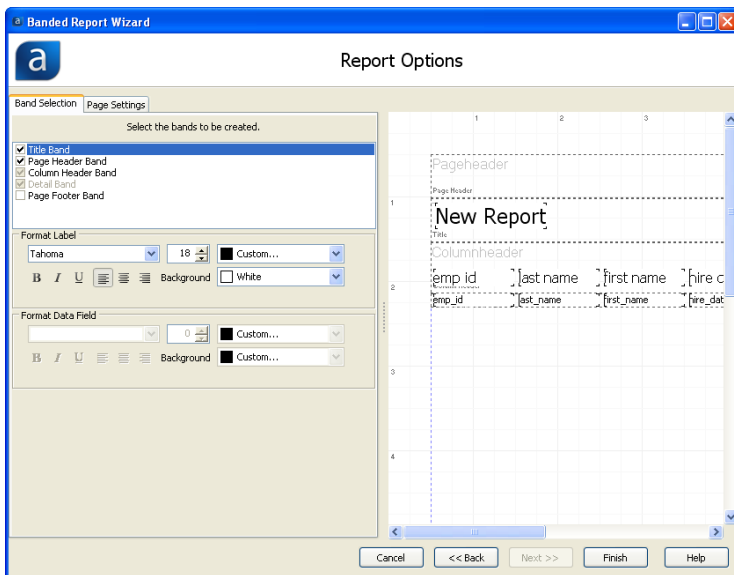 Banded Report Wizard
Report Options
Band Selection
Page Settings
Select the bands to be created.
Title Band
Page Header Band
Column Header Band
Detail Band
Page Footer Band
Format Label
Tahoma 18 Custom...
B I U Background White
Format Data Field
0 Custom...
B I U Background Custom...
1 2 3
Pageheader
Page Header
1
New Report
Title
Columnheader
2
emp id last name first name hire c
emp_id last_name first_name hire_dat
3
4
Cancel << Back Next >> Finish Help